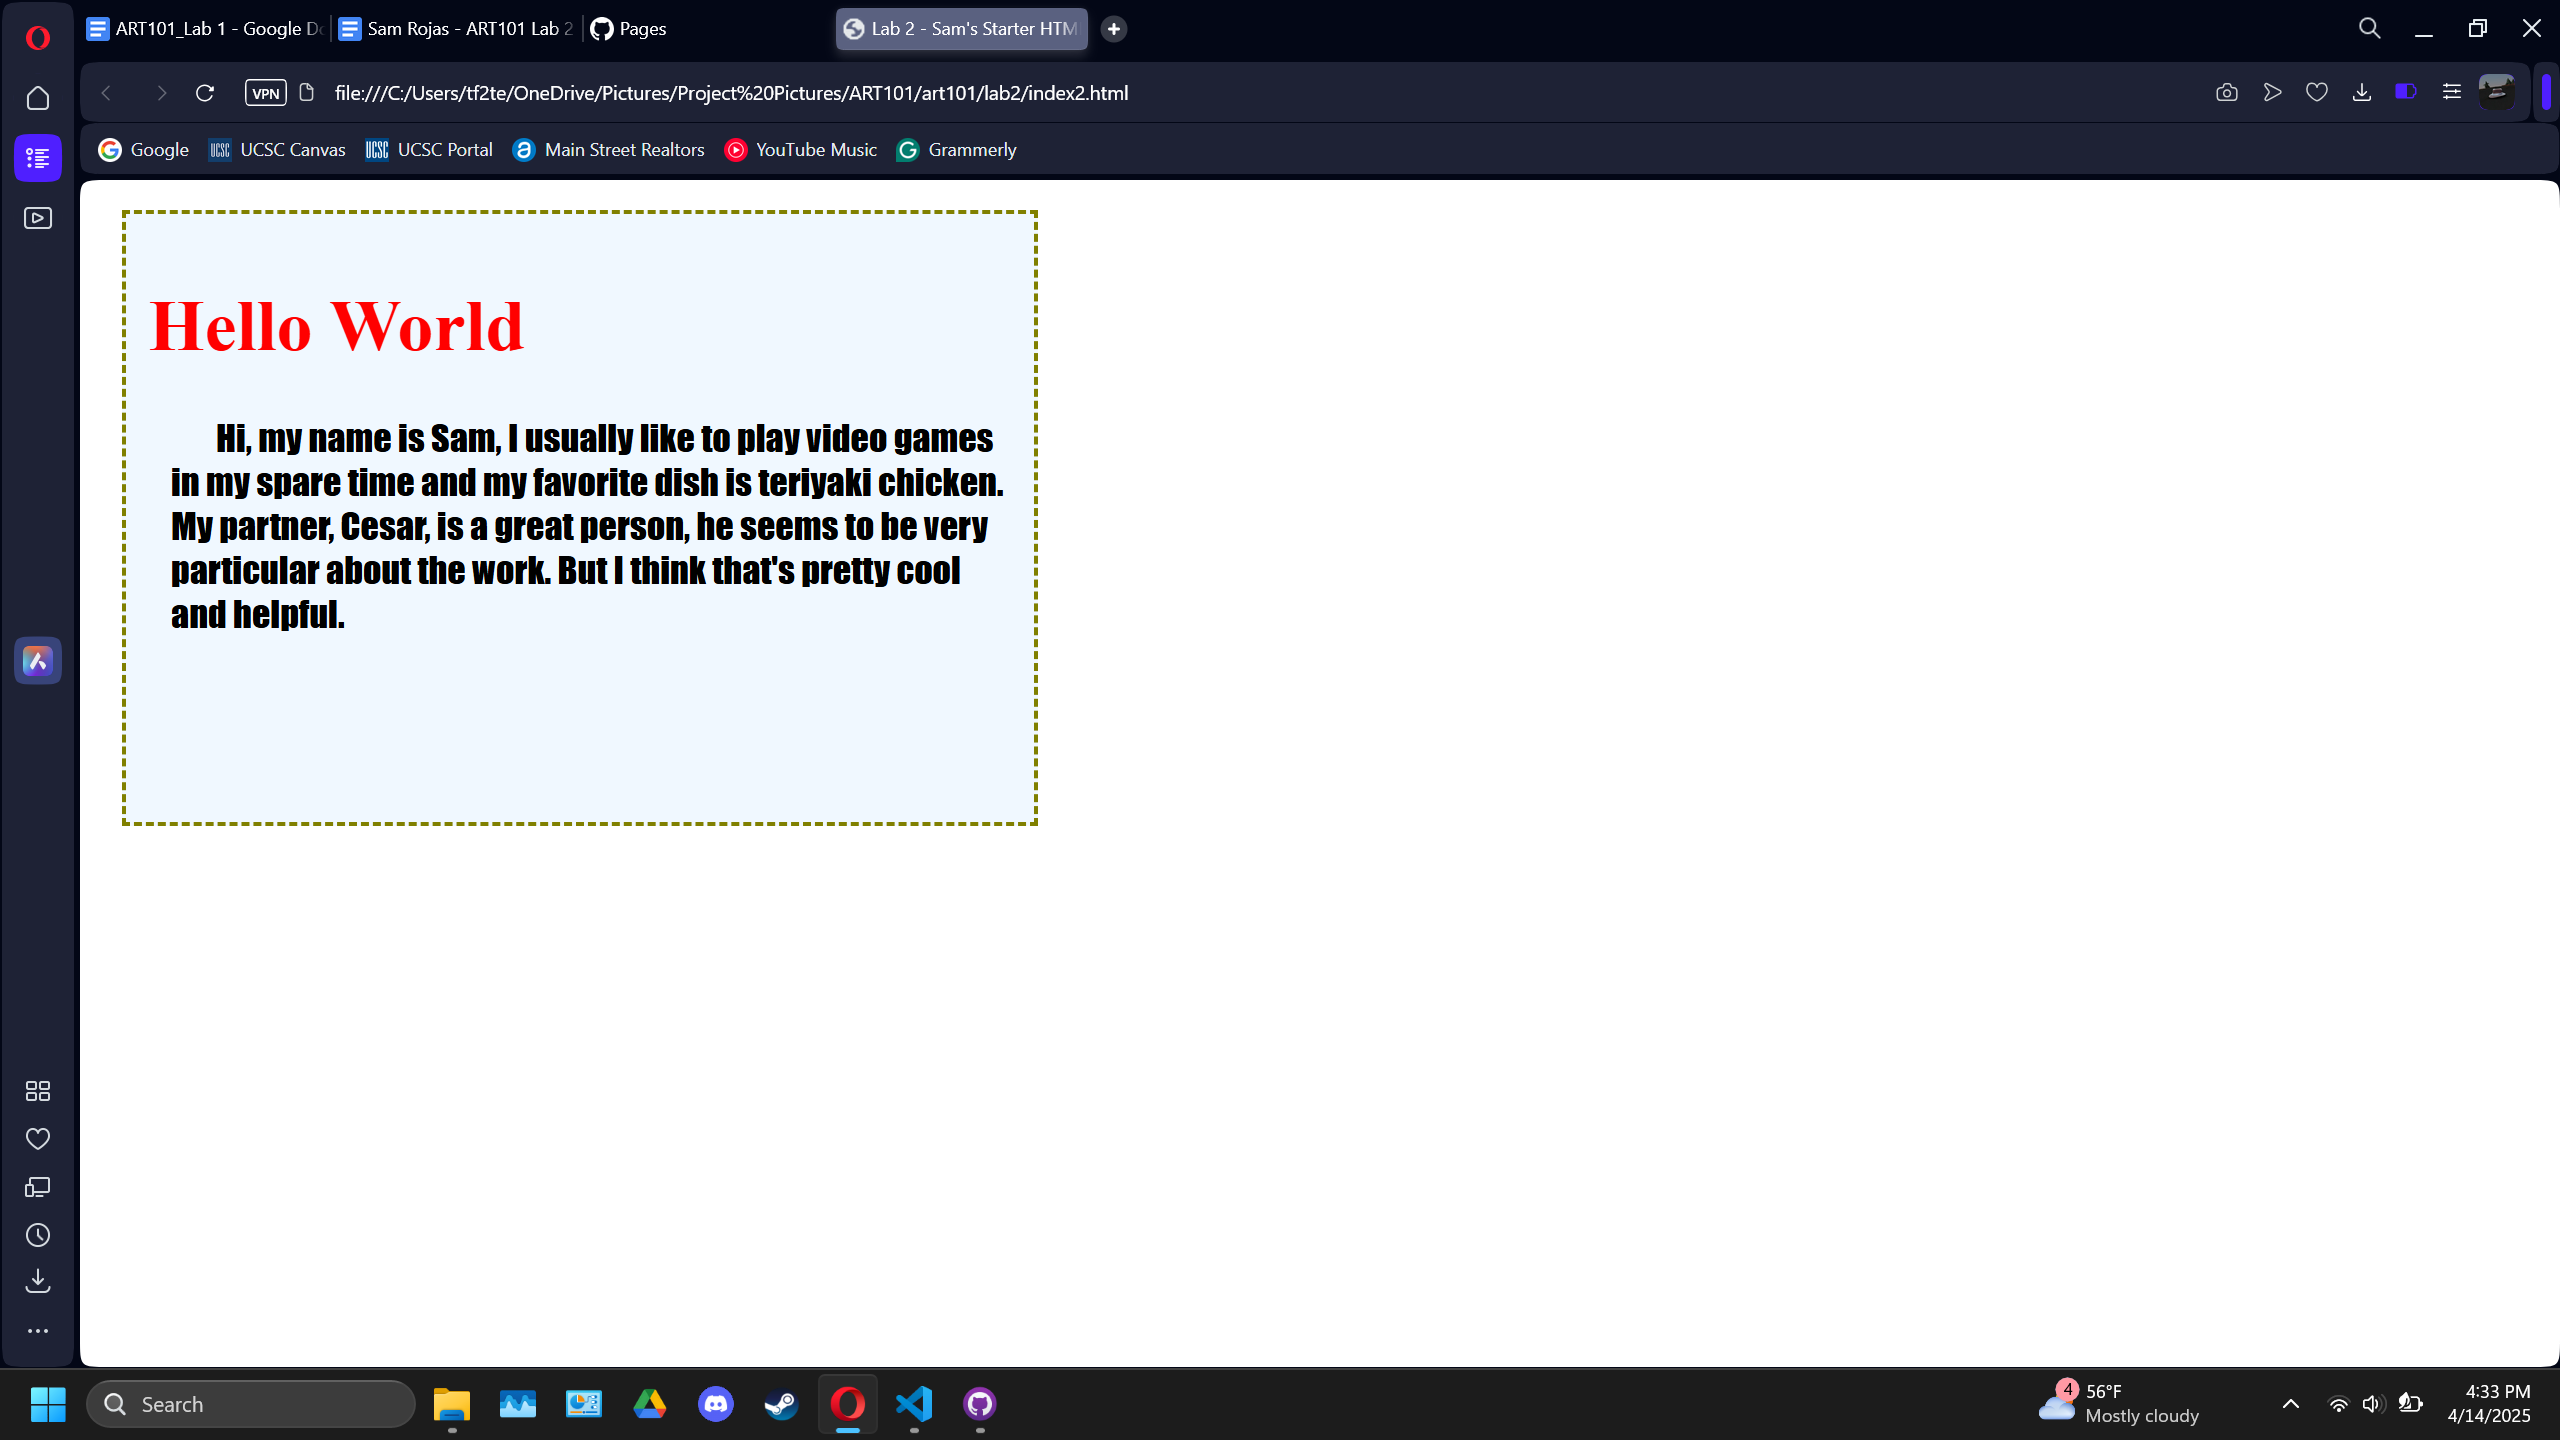 ART101_Lab 1 - Google Do
Sam Rojas - ART101 Lab 2
Pages
Lab 2 - Sam's Starter HTM
VPN
file:///C:/Users/tf2te/OneDrive/Pictures/Project%20Pictures/ART101/art101/lab2/index2.html
Google
UCSC UCSC Canvas
UCSC UCSC Portal
Main Street Realtors
YouTube Music
Grammerly
Hello World
Hi, my name is Sam, I usually like to play video games
in my spare time and my favorite dish is teriyaki chicken.
My partner, Cesar, is a great person, he seems to be very
particular about the work. But I think that's pretty cool
and helpful.
Search
4
56°F
Mostly cloudy
4:33 PM
4/14/2025